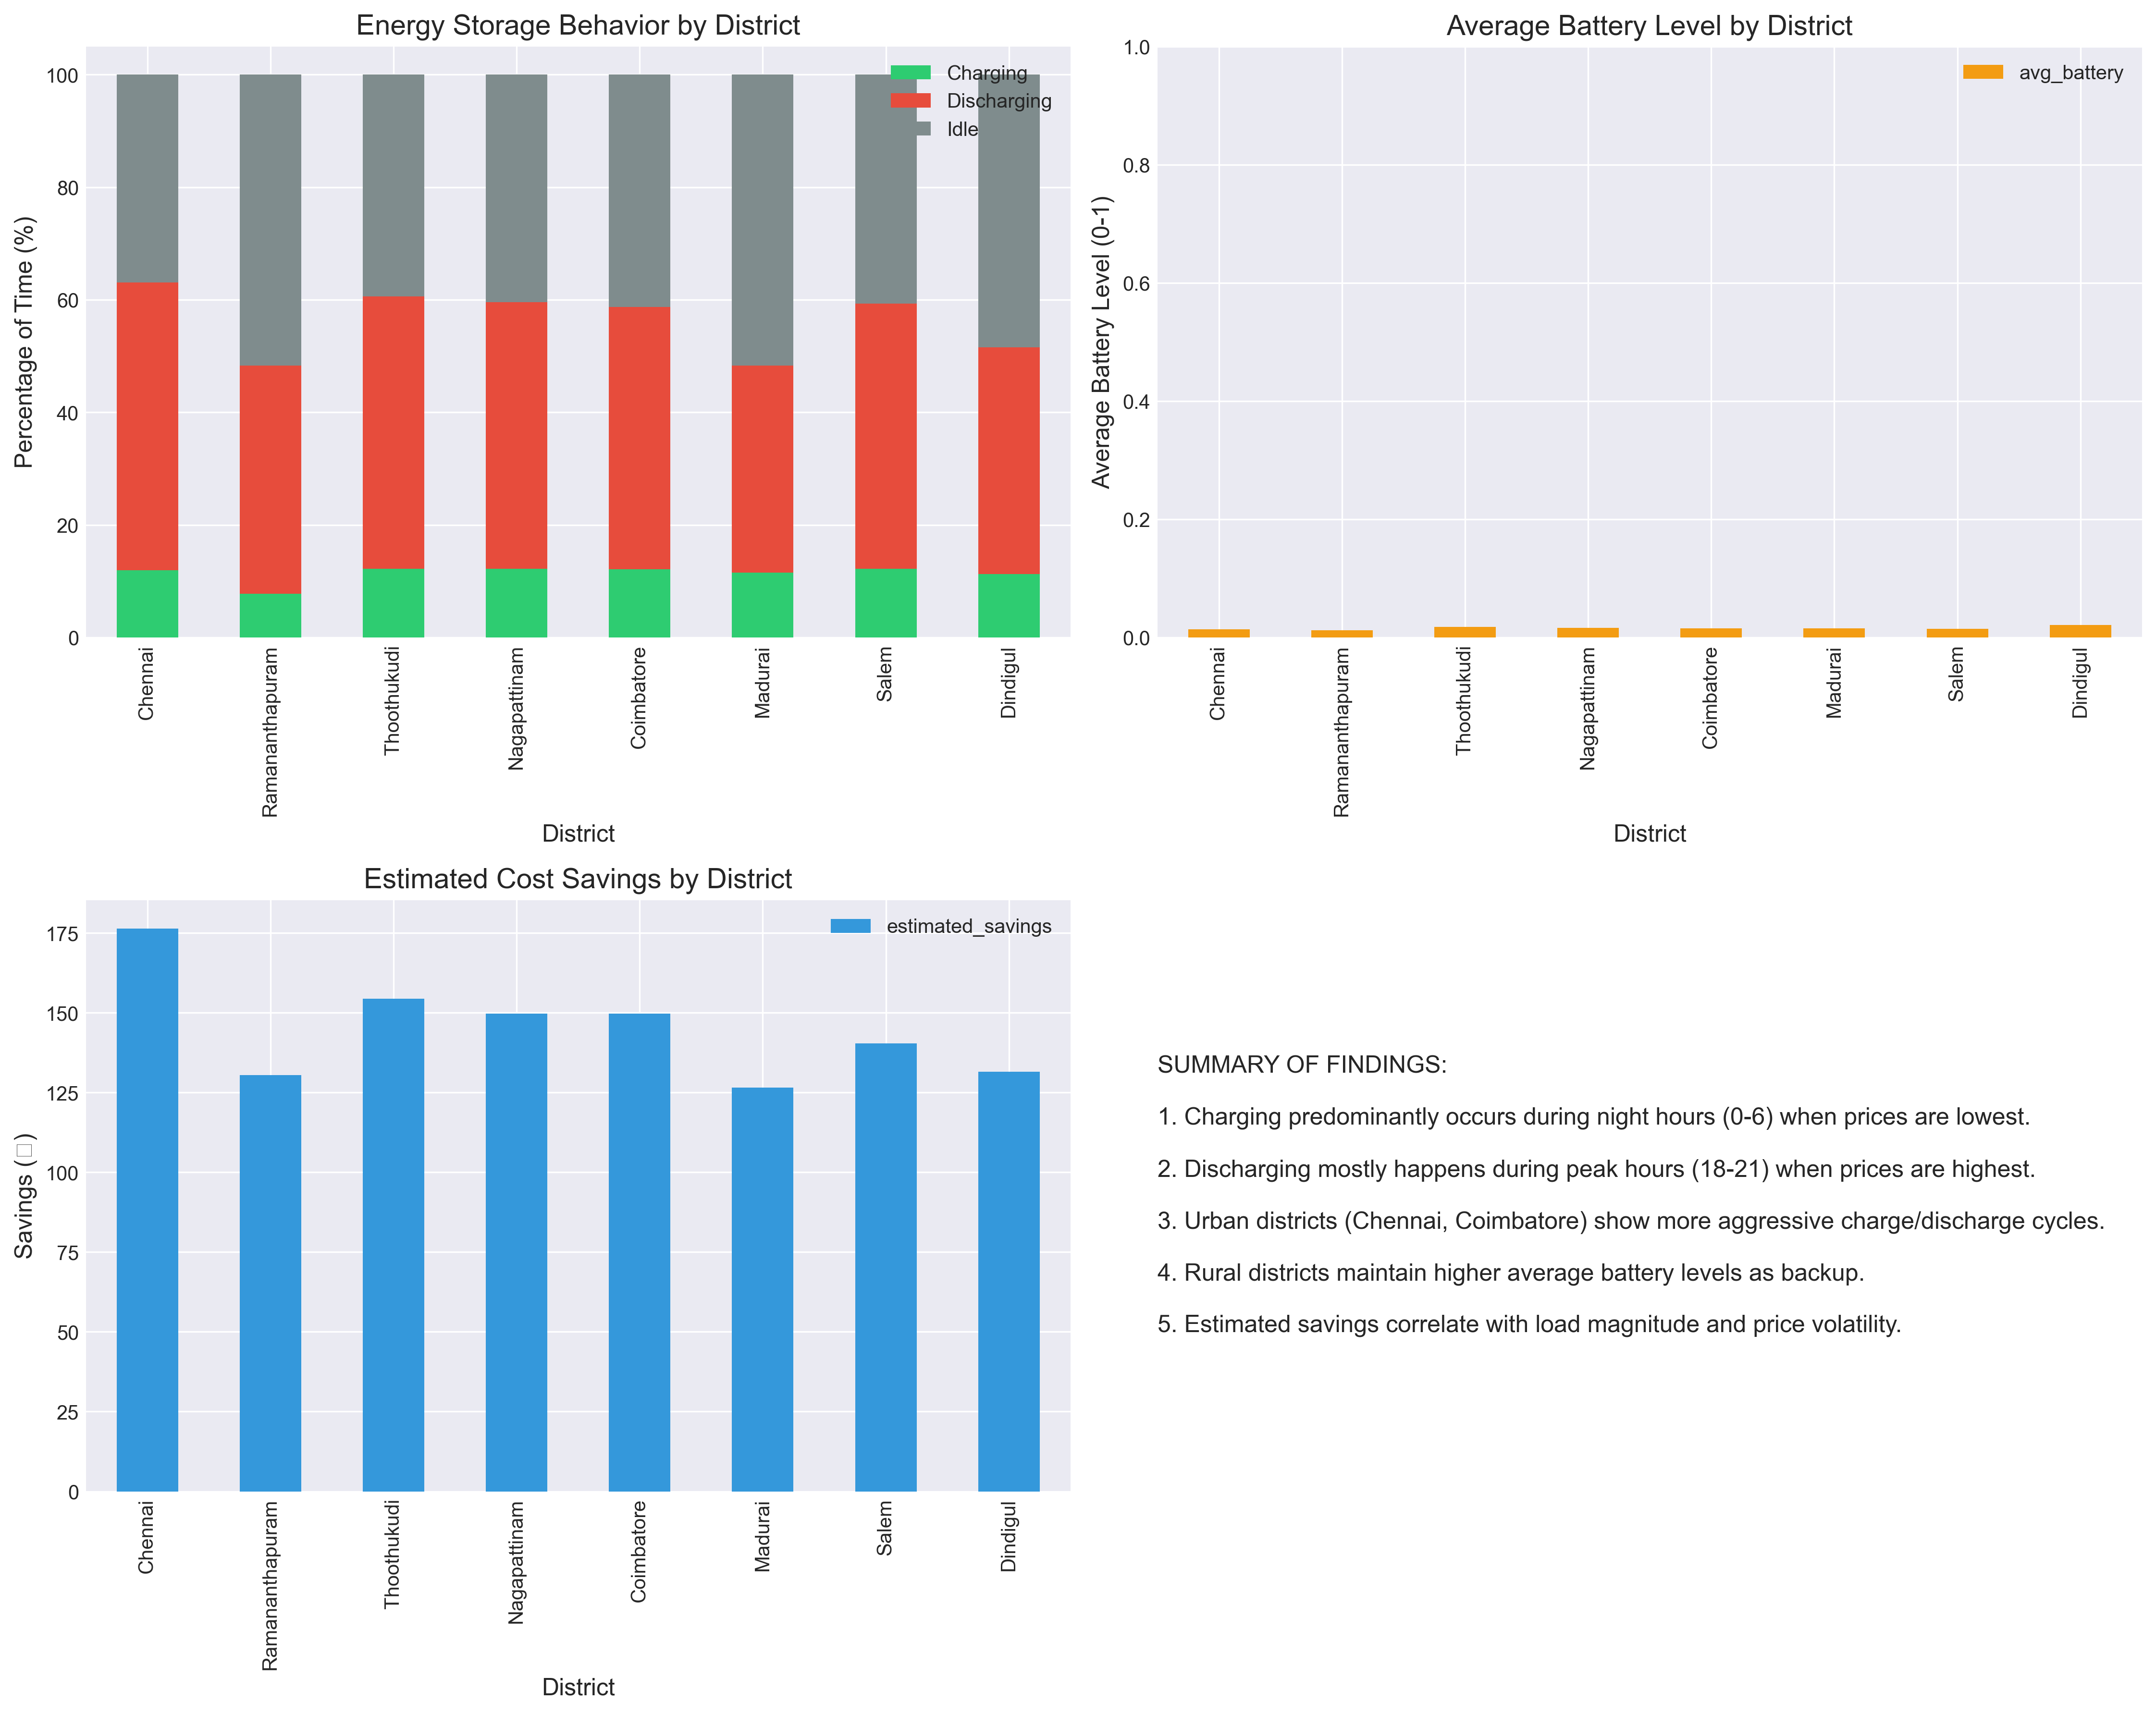 Energy Storage Behavior by District
Charging
Discharging
Idle
Percentage of Time (%)
100
80
60
40
20
0
Chennai
Ramananthapuram
Thoothukudi
Nagapattinam
Coimbatore
Madurai
Salem
Dindigul
District
Average Battery Level by District
avg_battery
Average Battery Level (0-1)
1.0
0.8
0.6
0.4
0.2
0.0
Chennai
Ramananthapuram
Thoothukudi
Nagapattinam
Coimbatore
Madurai
Salem
Dindigul
District
Estimated Cost Savings by District
estimated_savings
Savings (□)
175
150
125
100
75
50
25
0
Chennai
Ramananthapuram
Thoothukudi
Nagapattinam
Coimbatore
Madurai
Salem
Dindigul
District
SUMMARY OF FINDINGS:
1. Charging predominantly occurs during night hours (0-6) when prices are lowest.
2. Discharging mostly happens during peak hours (18-21) when prices are highest.
3. Urban districts (Chennai, Coimbatore) show more aggressive charge/discharge cycles.
4. Rural districts maintain higher average battery levels as backup.
5. Estimated savings correlate with load magnitude and price volatility.